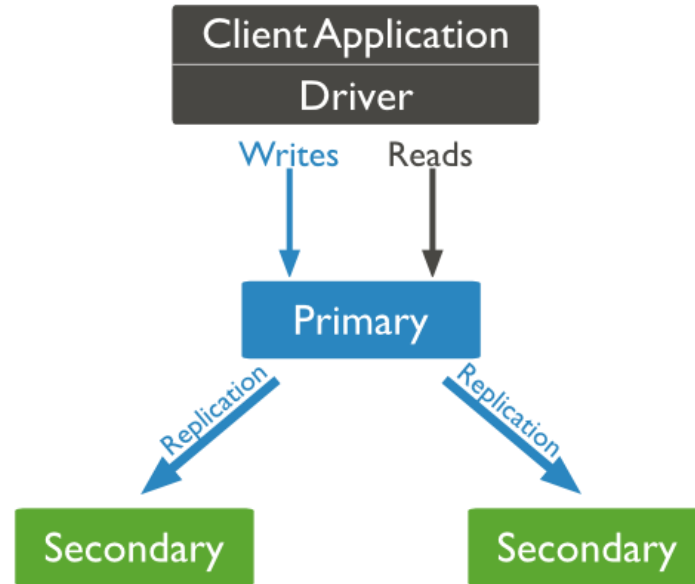 Client Application
Driver
Writes Reads
Primary
Replication Replication
Secondary Secondary